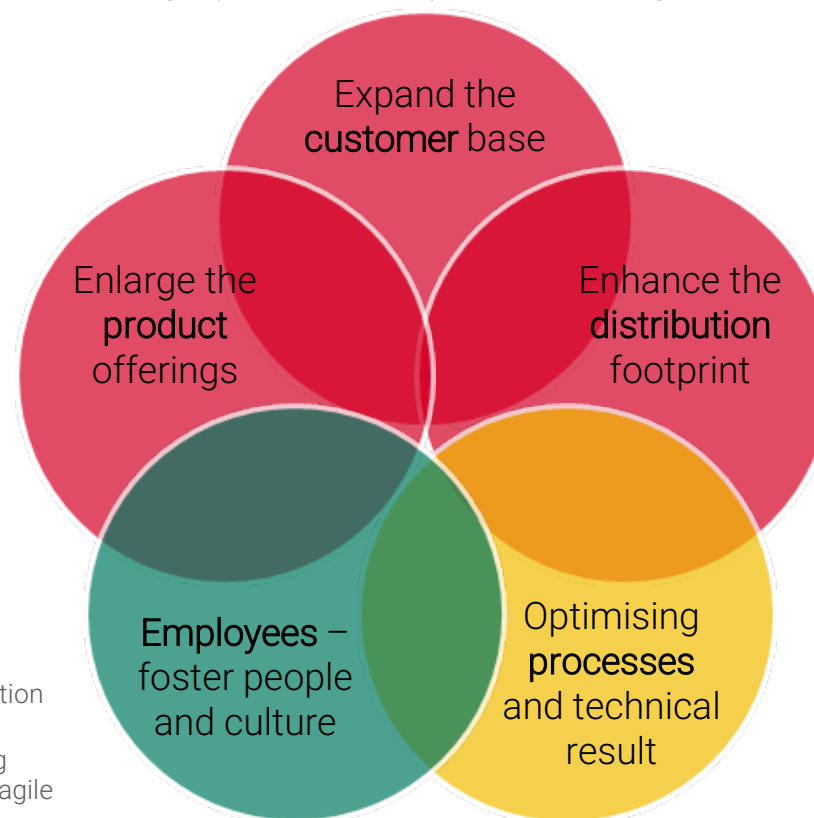 Expand the
customer base
Enlarge the
product
offerings
Enhance the
distribution
footprint
Employees –
foster people
and culture
Optimising
processes
and technical
result
tion
g
agile